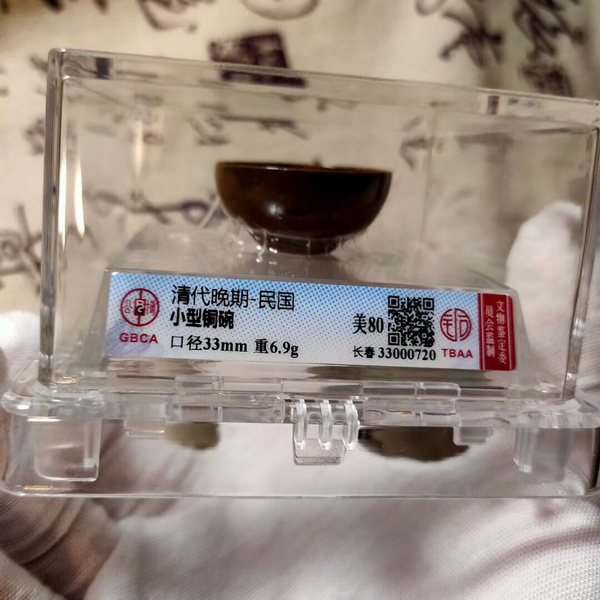 清代晚期-民国
小型铜碗
口径33mm 重6.9g
GBCA
美80
长春 33000720
TBAA
文物鉴定委
员会监制